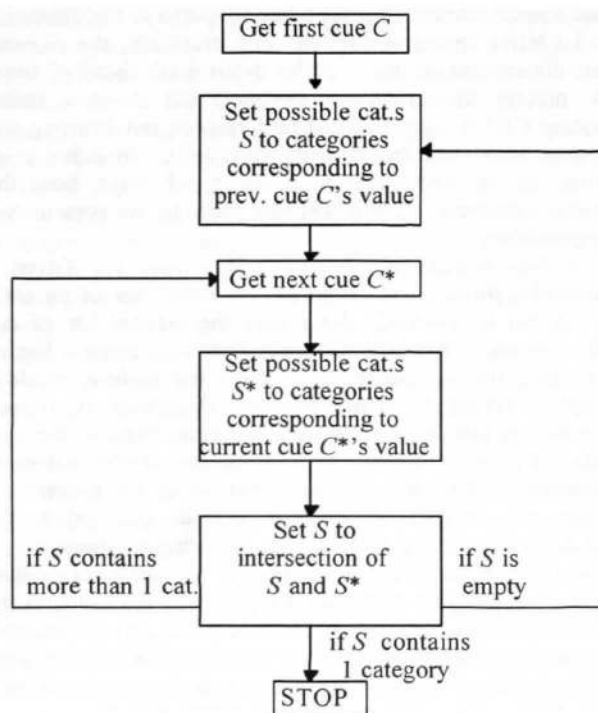 Get first cue C
Set possible cat.s
S to categories
corresponding to
prev. cue C's value
Get next cue C*
Set possible cat.s
S* to categories
corresponding to
current cue C*'s value
Set S to
intersection of
S and S*
if S contains
more than 1 cat.
if S is
empty
if S contains
1 category
STOP